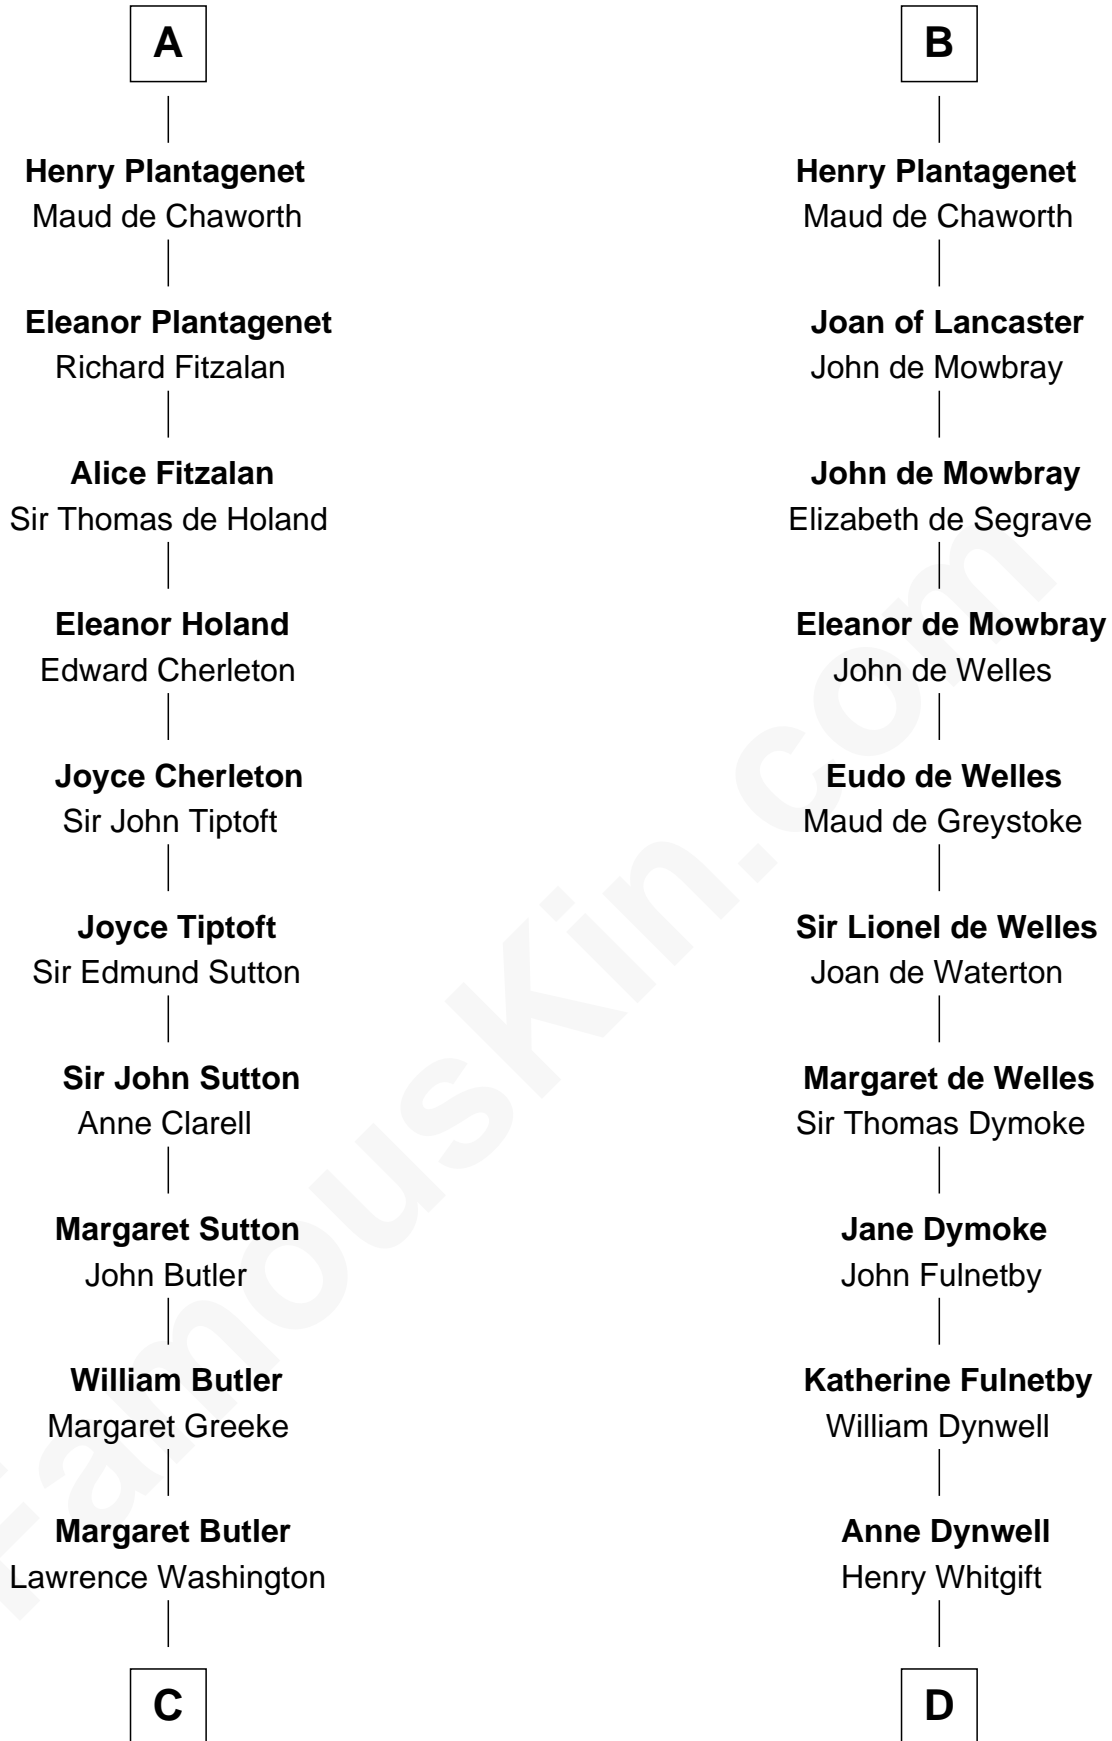 A
Henry Plantagenet
Maud de Chaworth
Eleanor Plantagenet
Richard Fitzalan
Alice Fitzalan
Sir Thomas de Holand
Eleanor Holand
Edward Cherleton
Joyce Cherleton
Sir John Tiptoft
Joyce Tiptoft
Sir Edmund Sutton
Sir John Sutton
Anne Clarell
Margaret Sutton
John Butler
William Butler
Margaret Greeke
Margaret Butler
Lawrence Washington
C
B
Henry Plantagenet
Maud de Chaworth
Joan of Lancaster
John de Mowbray
John de Mowbray
Elizabeth de Segrave
Eleanor de Mowbray
John de Welles
Eudo de Welles
Maud de Greystoke
Sir Lionel de Welles
Joan de Waterton
Margaret de Welles
Sir Thomas Dymoke
Jane Dymoke
John Fulnetby
Katherine Fulnetby
William Dynwell
Anne Dynwell
Henry Whitgift
D
FamousKin.com